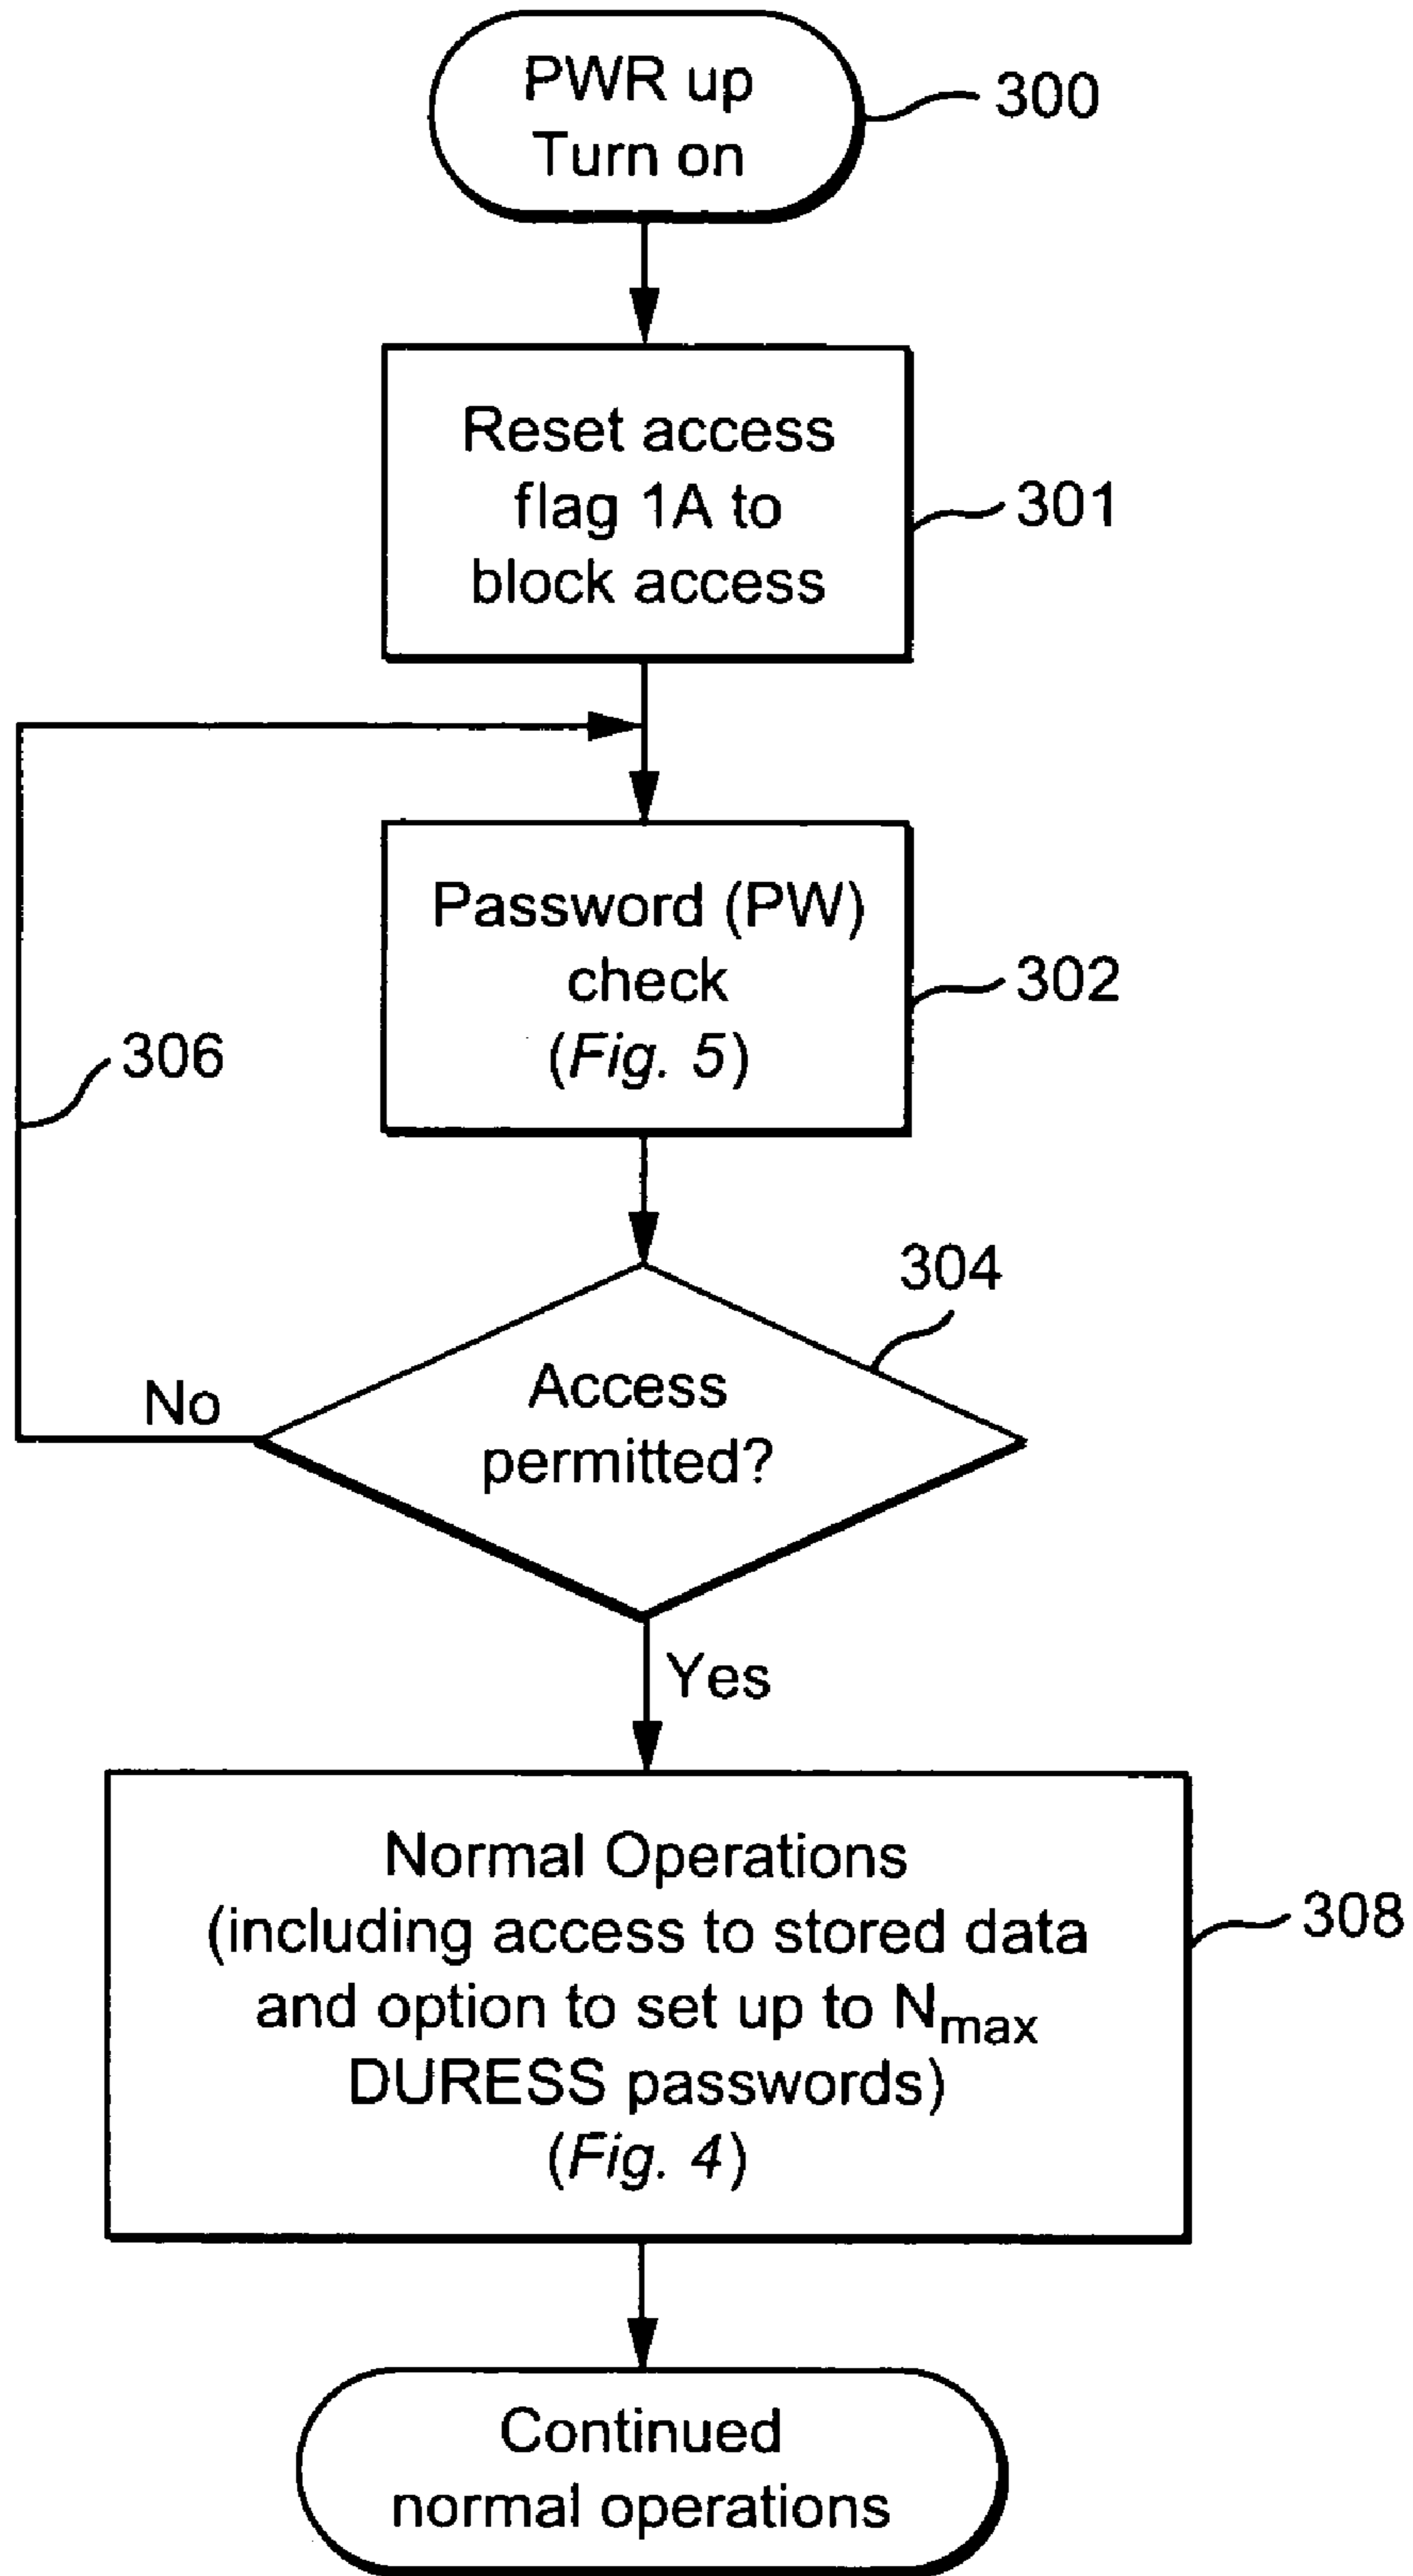 PWR up
Turn on
300
Reset access
flag 1A to
block access
301
Password (PW)
check
(Fig. 5)
302
306
304
Access
permitted?
No
Yes
Normal Operations
(including access to stored data
and option to set up to Nmax
DURESS passwords)
(Fig. 4)
308
Continued
normal operations